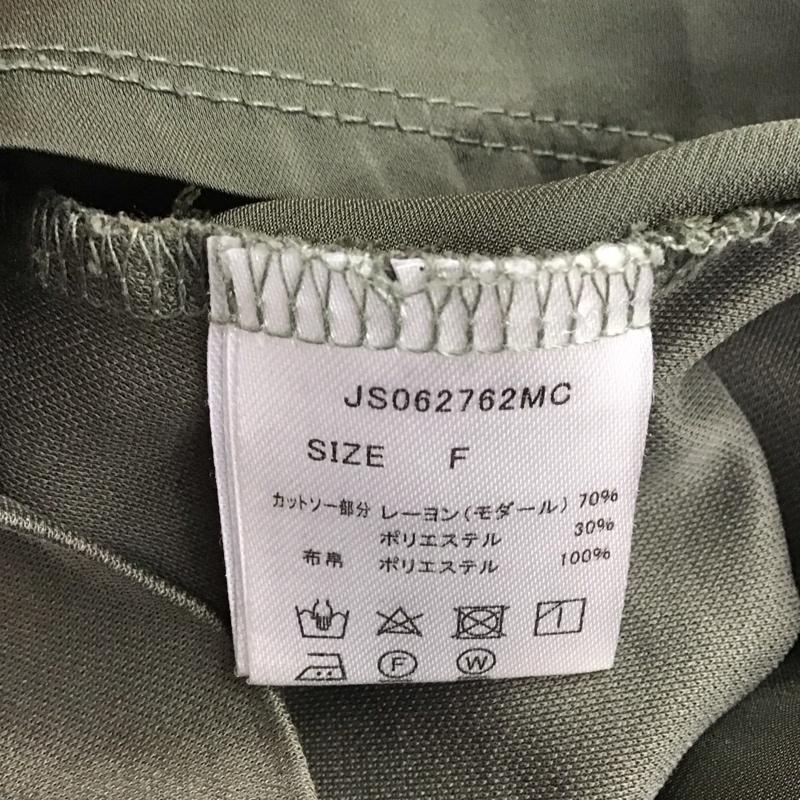 JS062762MC
SIZE F
カットソー部分 レーヨン(モダール) 70%
ポリエステル 30%
布帛 ポリエステル 100%
F W